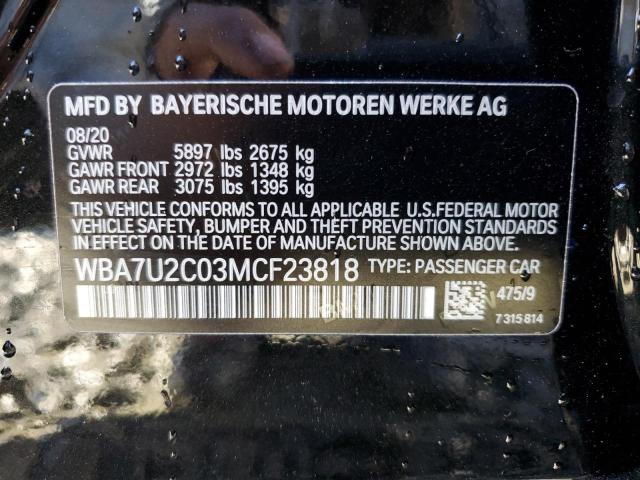 MFD BY BAYERISCHE MOTOREN WERKE AG
08/20
GVWR 5897 lbs 2675 kg
GAWR FRONT 2972 lbs 1348 kg
GAWR REAR 3075 lbs 1395 kg
THIS VEHICLE CONFORMS TO ALL APPLICABLE U.S.FEDERAL MOTOR
VEHICLE SAFETY, BUMPER AND THEFT PREVENTION STANDARDS IN
EFFECT ON THE DATE OF MANUFACTURE SHOWN ABOVE.
WBA7U2C03MCF23818 TYPE: PASSENGER CAR
475/9
7315814